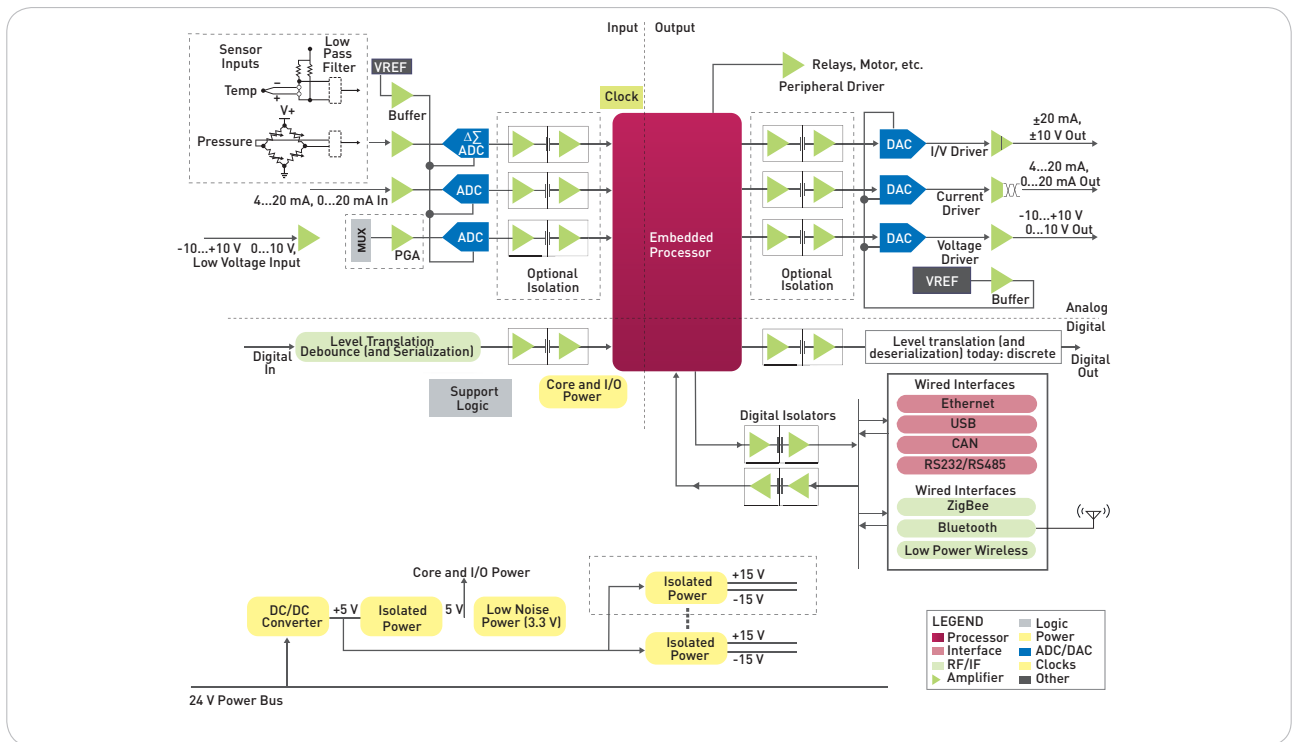 Input
Output
Sensor
Inputs
Low
Pass
Filter
VREF
Temp
−
+
V+
Pressure
Buffer
Clock
Relays, Motor, etc.
Peripheral Driver
ΔΣ
ADC
4...20 mA, 0...20 mA In
ADC
-10...+10 V
0...10 V,
Low Voltage Input
MUX
PGA
ADC
Optional
Isolation
Embedded
Processor
Optional
Isolation
DAC
I/V Driver
±20 mA,
±10 V Out
DAC
Current
Driver
4...20 mA,
0...20 mA Out
DAC
Voltage
Driver
-10...+10 V
0...10 V Out
VREF
Buffer
Analog
Digital
Digital
In
Level Translation
Debounce (and Serialization)
Level translation (and
deserialization) today: discrete
Digital
Out
Support
Logic
Core and I/O
Power
Digital Isolators
Wired Interfaces
Ethernet
USB
CAN
RS232/RS485
Wired Interfaces
ZigBee
Bluetooth
Low Power Wireless
Core and I/O Power
DC/DC
Converter
+5 V
Isolated
Power
5 V
Low Noise
Power (3.3 V)
Isolated
Power
+15 V
-15 V
Isolated
Power
+15 V
-15 V
24 V Power Bus
LEGEND
Processor
Interface
RF/IF
Amplifier
Logic
Power
ADC/DAC
Clocks
Other